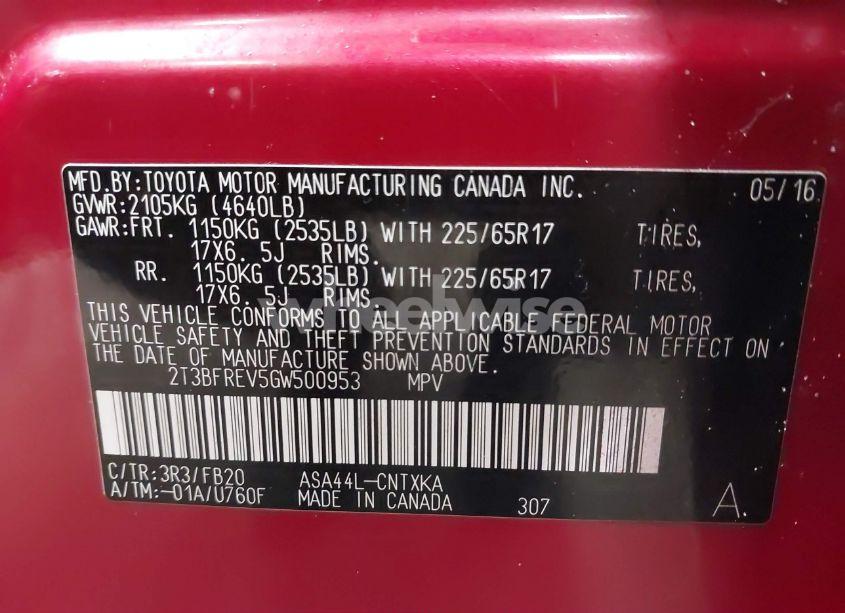 MFD.BY:TOYOTA MOTOR MANUFACTURING CANADA INC. 05/16
GVWR:2105KG (4640LB)
GAWR:FRT. 1150KG (2535LB) WITH 225/65R17 TIRES,
17X6.5J RIMS.
RR. 1150KG (2535LB) WITH 225/65R17 TIRES,
17X6.5J RIMS.
wheelwise
THIS VEHICLE CONFORMS TO ALL APPLICABLE FEDERAL MOTOR
VEHICLE SAFETY AND THEFT PREVENTION STANDARDS IN EFFECT ON
THE DATE OF MANUFACTURE SHOWN ABOVE.
2T3BFREV5GW500953 MPV
C/TR:3R3/FB20 ASA44L-CNTXKA
A/TM:-01A/U760F MADE IN CANADA 307 A